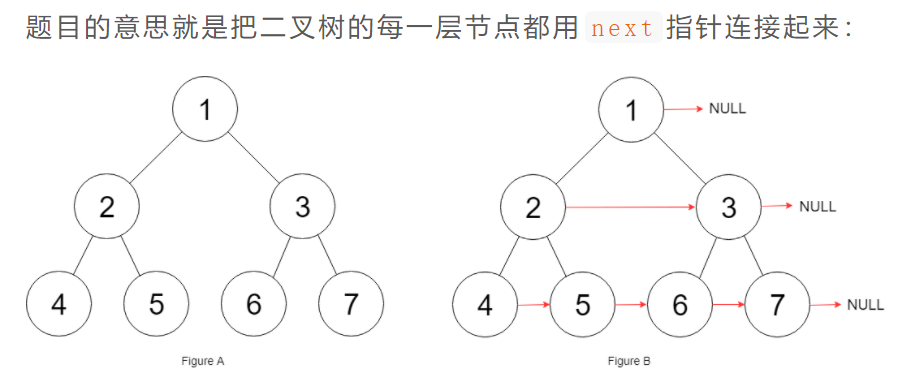 题目的意思就是把二叉树的每一层节点都用 next 指针连接起来：
1
2 3
4 5 6 7
Figure A
1 NULL
2 3 NULL
4 5 6 7 NULL
Figure B